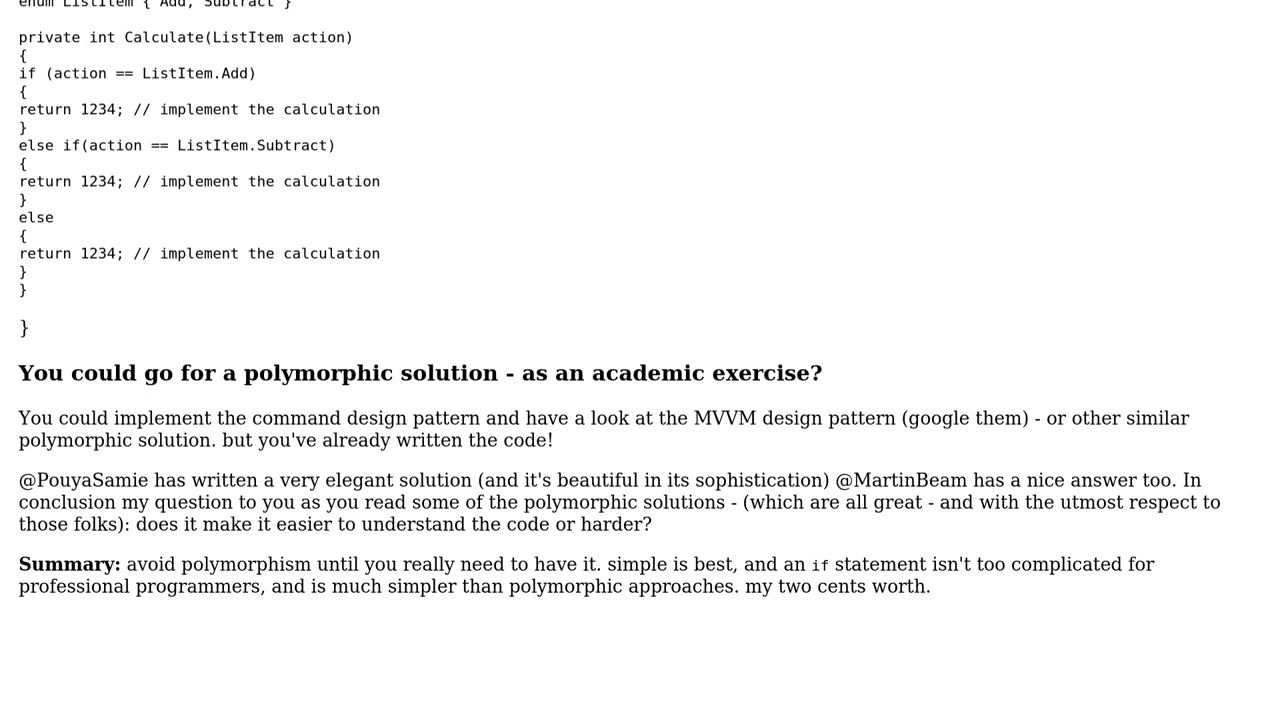 enum ListItem { Add, Subtract }
private int Calculate(ListItem action)
{
if (action == ListItem.Add)
{
return 1234; // implement the calculation
}
else if(action == ListItem.Subtract)
{
return 1234; // implement the calculation
}
else
{
return 1234; // implement the calculation
}
}
}
You could go for a polymorphic solution - as an academic exercise?
You could implement the command design pattern and have a look at the MVVM design pattern (google them) - or other similar
polymorphic solution. but you've already written the code!
@PouyaSamie has written a very elegant solution (and it's beautiful in its sophistication) @MartinBeam has a nice answer too. In
conclusion my question to you as you read some of the polymorphic solutions - (which are all great - and with the utmost respect to
those folks): does it make it easier to understand the code or harder?
Summary: avoid polymorphism until you really need to have it. simple is best, and an if statement isn't too complicated for
professional programmers, and is much simpler than polymorphic approaches. my two cents worth.